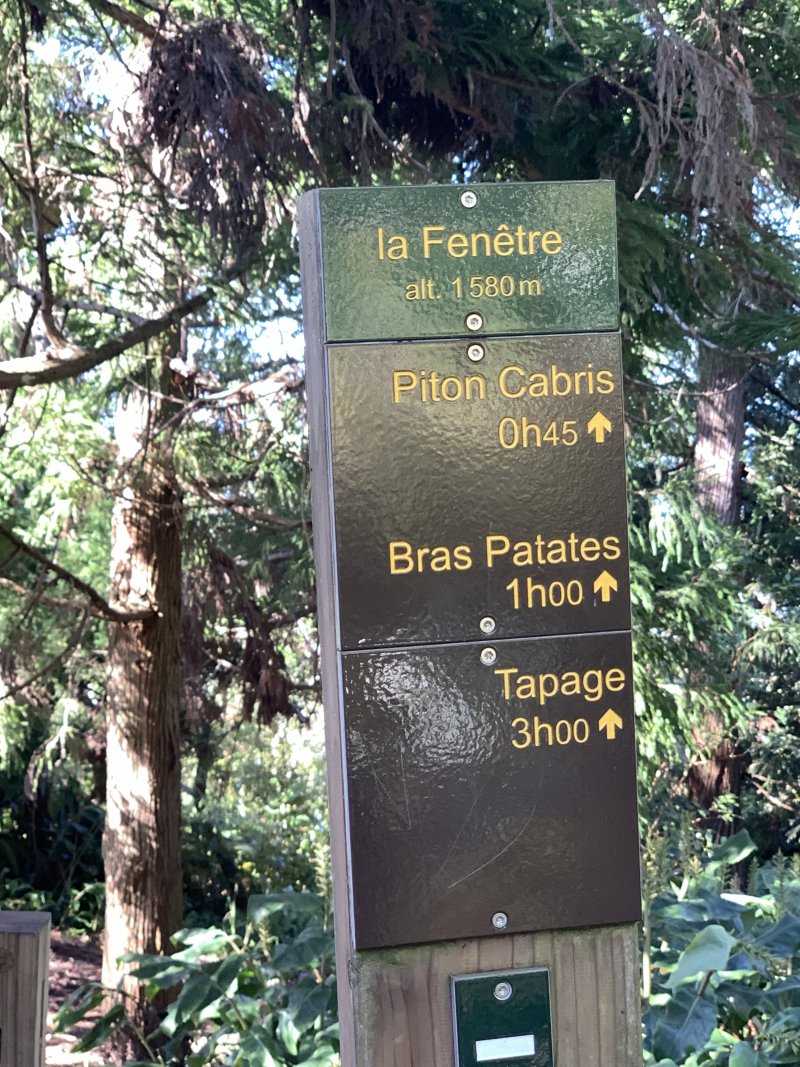 la Fenêtre
alt. 1580 m
Piton Cabris
0h45 ↑
Bras Patates
1h00 ↑
Tapage
3h00 ↑